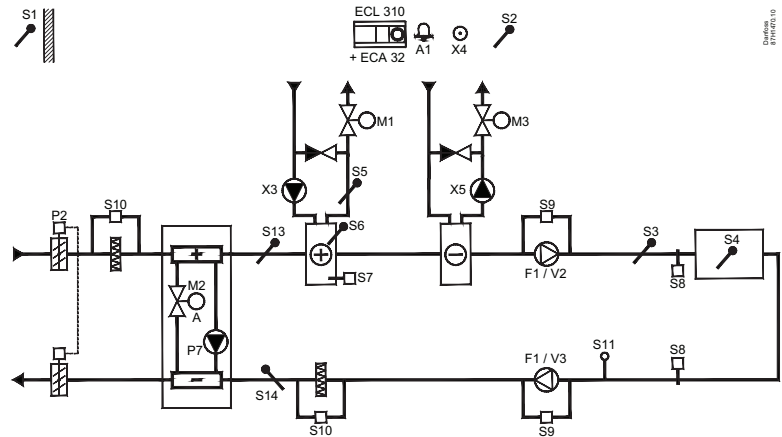 S1
ECL 310
+ ECA 32
A1
X4
S2
Danfoss
87H1470.10
M1
M3
X3
S5
X5
P2
S10
S13
S6
S9
S3
S4
S7
F1 / V2
S8
M2
A
P7
F1 / V3
S11
S8
S14
S10
S9